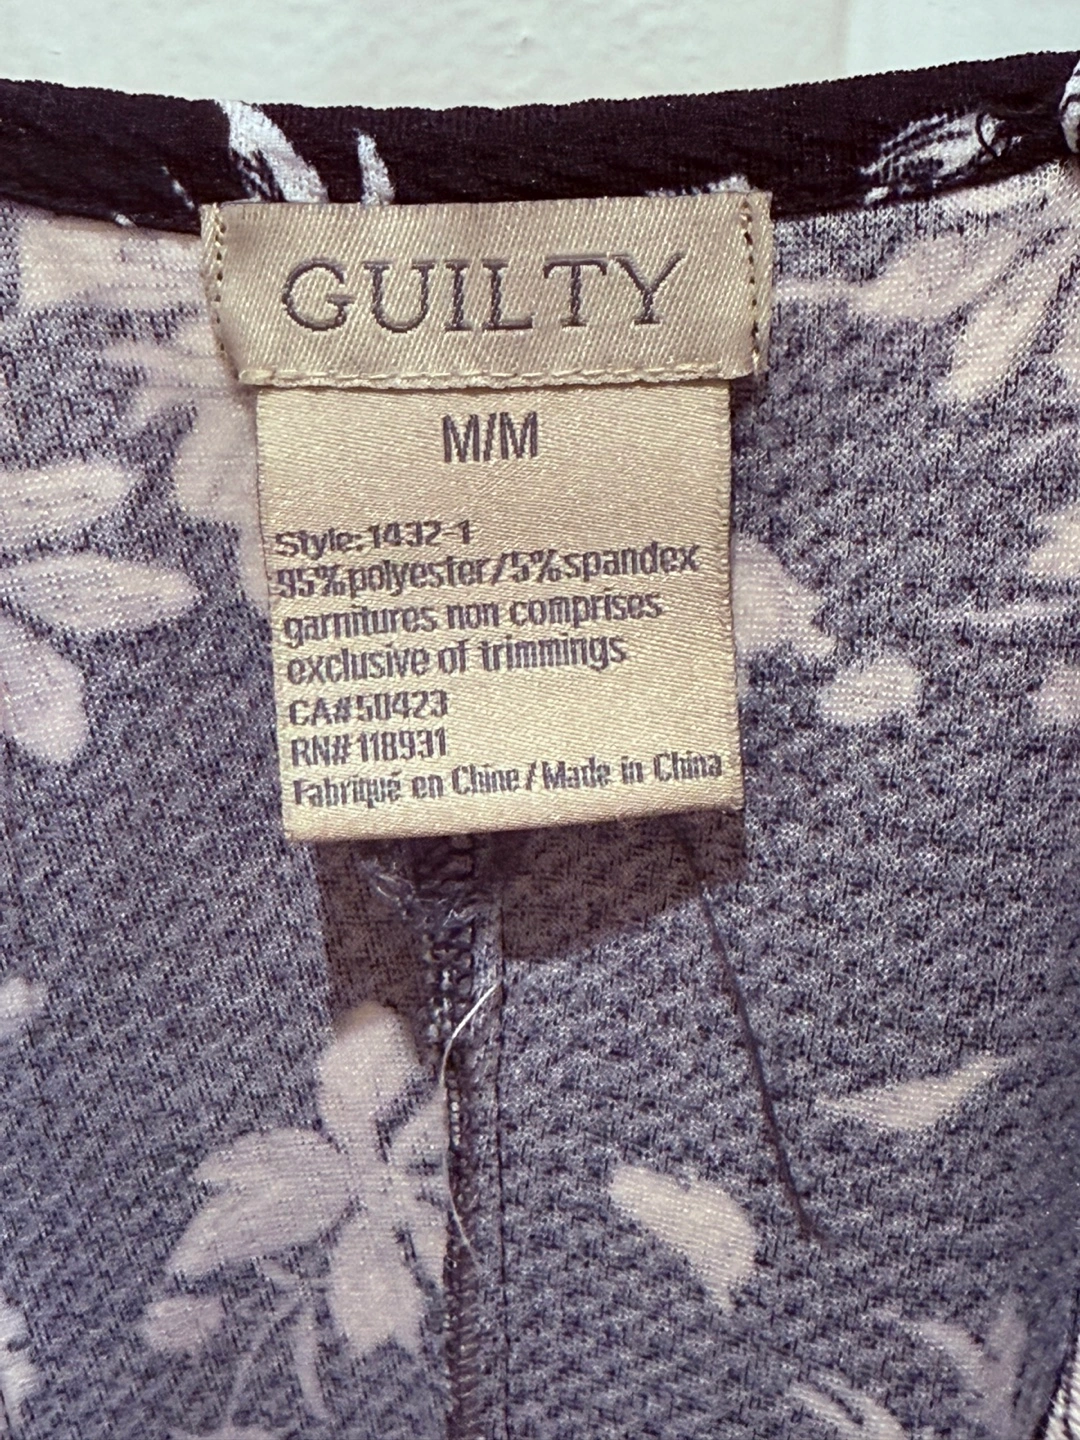 GUILTY
M/M
Style:1432-1
95%polyester/5%spandex
garnitures non comprises
exclusive of trimmings
CA#50423
RN#118931
Fabriqué en Chine/Made in China